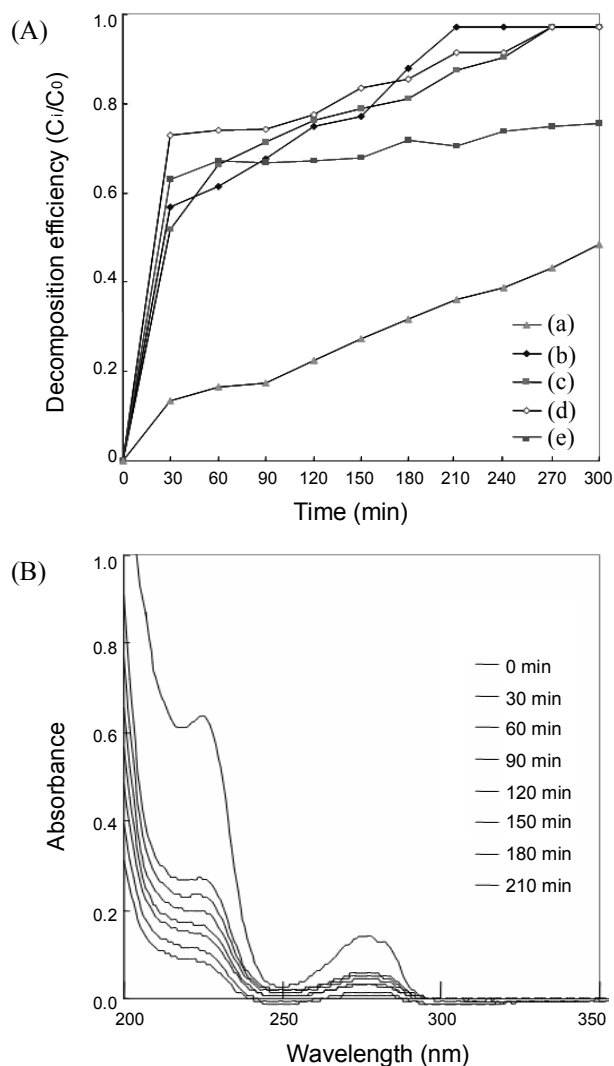 (A)
Decomposition efficiency (Ci/C0)
1.0
0.8
0.6
0.4
0.2
0
0 30 60 90 120 150 180 210 240 270 300
Time (min)
(a)
(b)
(c)
(d)
(e)
(B)
Absorbance
1.0
0.8
0.6
0.4
0.2
0.0
200 250 300 350
Wavelength (nm)
0 min
30 min
60 min
90 min
120 min
150 min
180 min
210 min